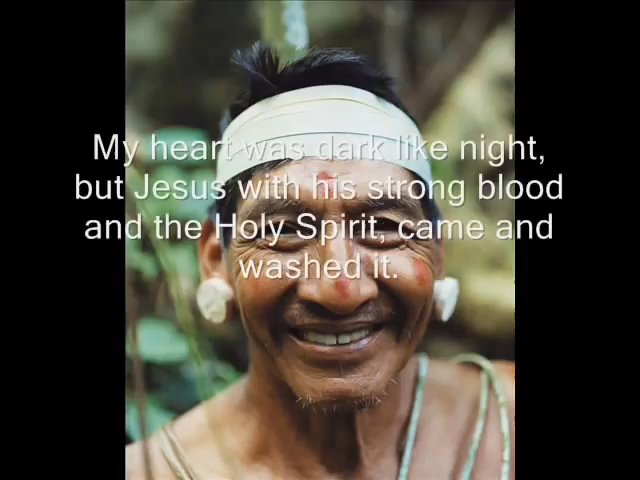 My heart was dark like night,
but Jesus with his strong blood
and the Holy Spirit, came and
washed it.